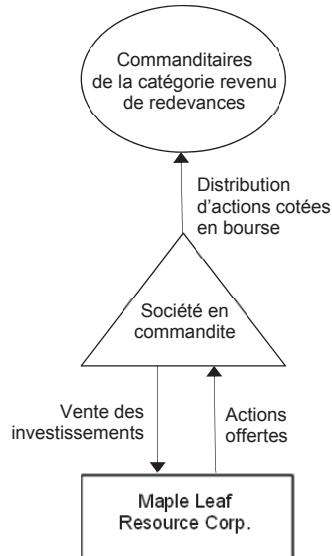 Commanditaires
de la catégorie revenu
de redevances
Distribution
d'actions cotées
en bourse
Société en
commandite
Vente des
investissements
Actions
offertes
Maple Leaf
Resource Corp.